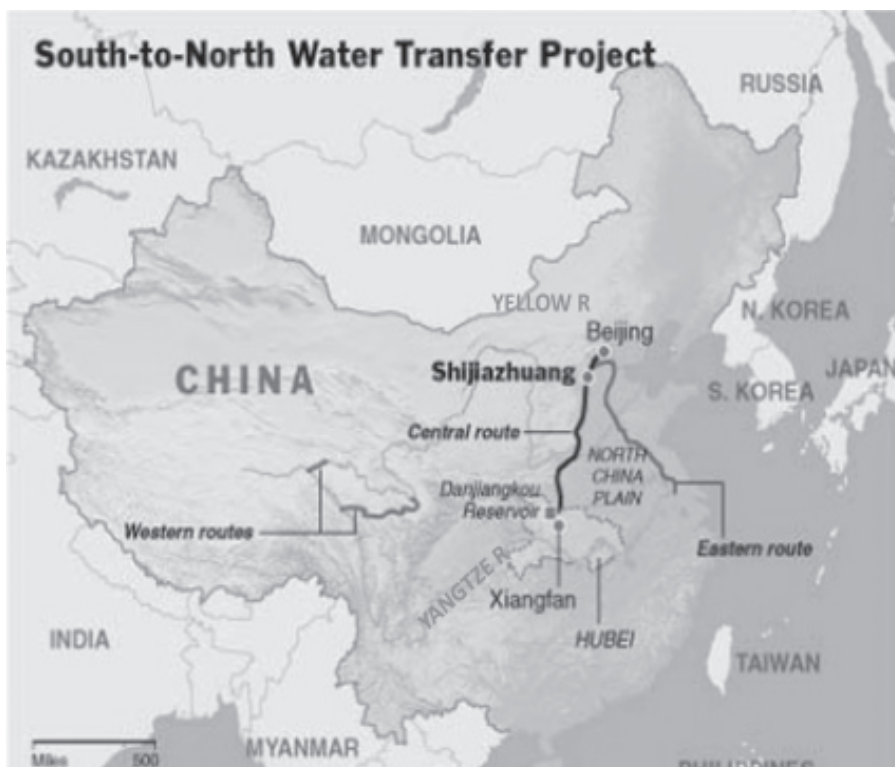 South-to-North Water Transfer Project
RUSSIA
KAZAKHSTAN
MONGOLIA
YELLOW R
N. KOREA
Beijing
CHINA
Shijiazhuang
JAPAN
S. KOREA
Central route
NORTH
CHINA
PLAIN
Danjiangkou
Reservoir
Western routes
Eastern route
YANGTZE R
Xiangfan
HUBEI
INDIA
TAIWAN
MYANMAR
Miles 500
PHILIPPINES